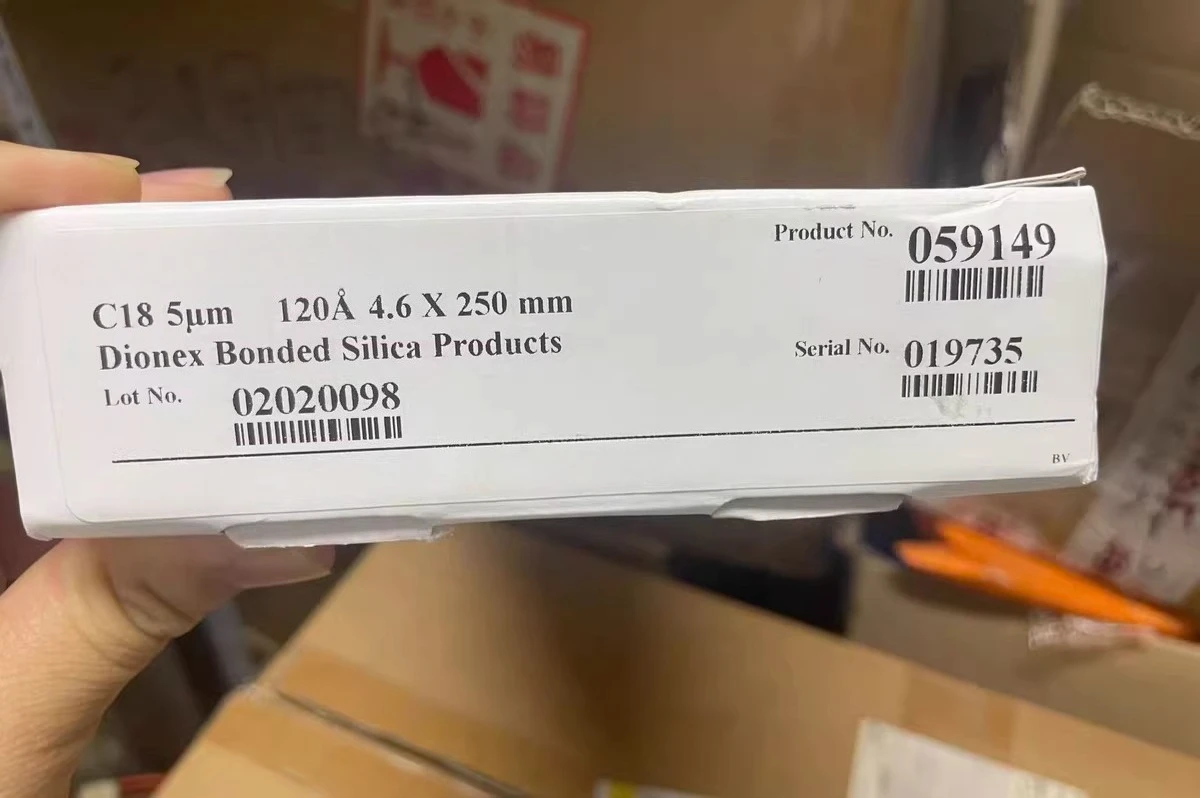 Product No. 059149
C18 5µm 120Å 4.6 X 250 mm
Dionex Bonded Silica Products
Serial No. 019735
Lot No. 02020098
BV